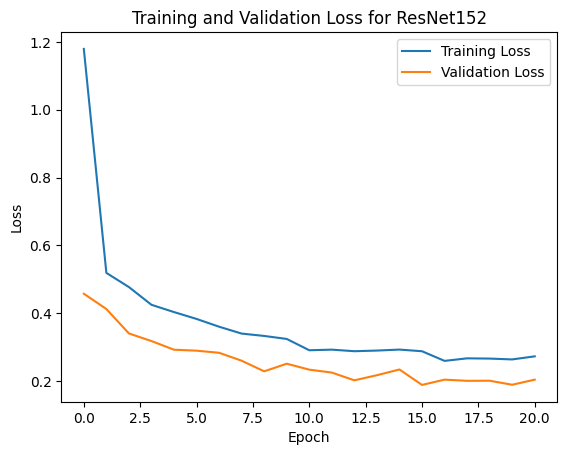 Training and Validation Loss for ResNet152
Training Loss
Validation Loss
Loss
1.2
1.0
0.8
0.6
0.4
0.2
0.0 2.5 5.0 7.5 10.0 12.5 15.0 17.5 20.0
Epoch